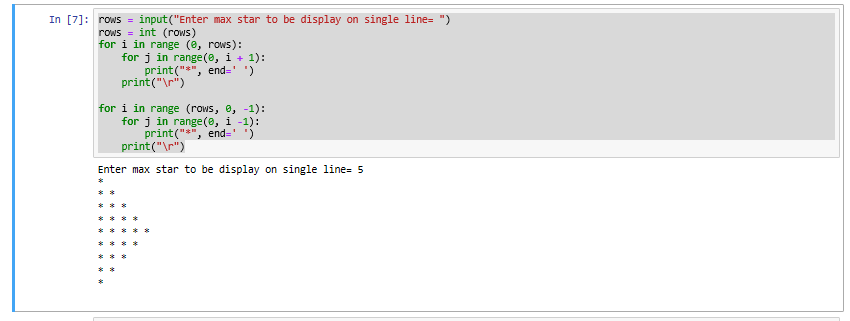 In [7]: rows = input("Enter max star to be display on single line= ")
rows = int (rows)
for i in range (0, rows):
    for j in range(0, i + 1):
        print("*", end=' ')
    print("\r")

for i in range (rows, 0, -1):
    for j in range(0, i -1):
        print("*", end=' ')
    print("\r")
Enter max star to be display on single line= 5
*
* *
* * *
* * * *
* * * * *
* * * *
* * *
* *
*